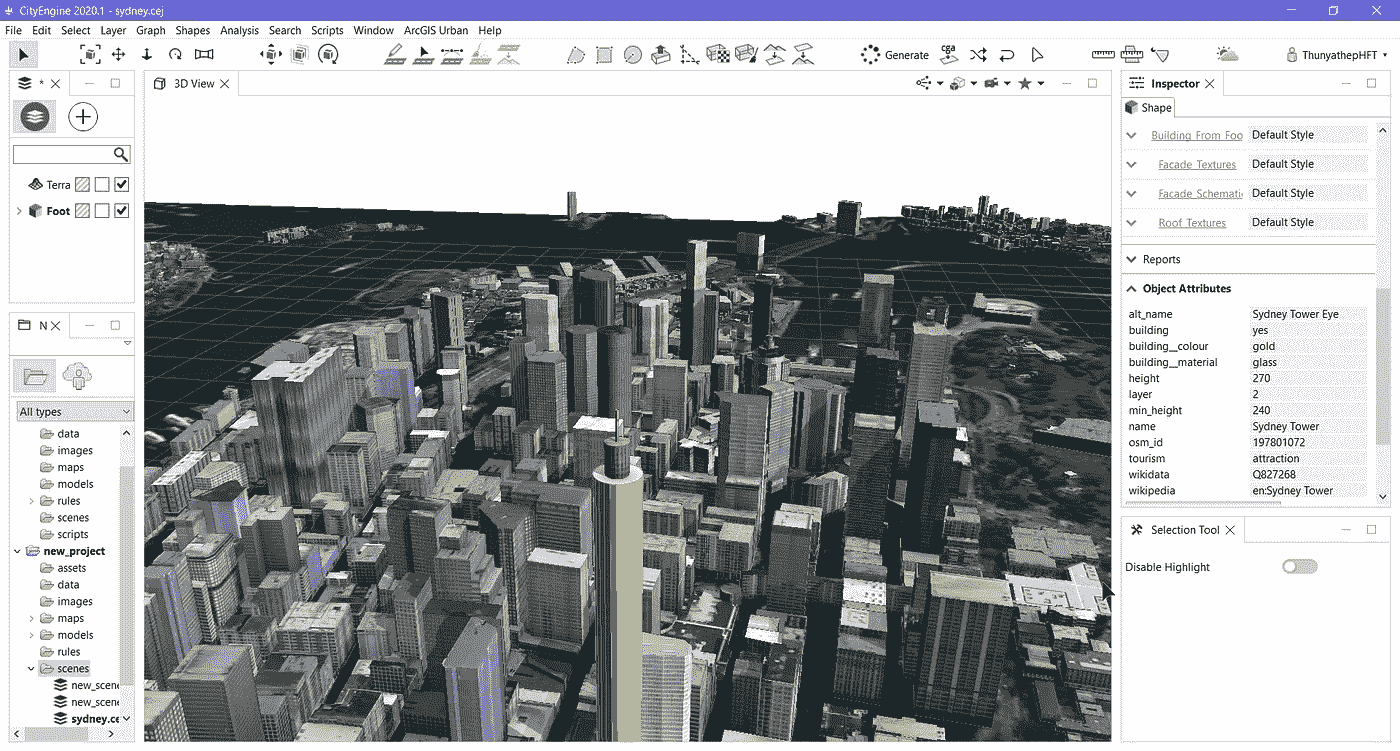 CityEngine 2020.1 - sydney.cej
File Edit Select Layer Graph Shapes Analysis Search Scripts Window ArcGIS Urban Help
Generate cga ThunyathepHFT
*
3D View
Inspector
Shape
Building From Foo Default Style
Facade Textures Default Style
Facade Schemati Default Style
Roof Textures Default Style
Terra
Foot
Reports
Object Attributes
alt_name Sydney Tower Eye
building yes
building__colour gold
building__material glass
height 270
layer 2
min_height 240
name Sydney Tower
osm_id 197801072
tourism attraction
wikidata Q827268
wikipedia en:Sydney Tower
N
All types
data
images
maps
models
rules
scenes
scripts
new_project
assets
data
images
maps
models
rules
scenes
new_scene
new_scene
sydney.ce
Selection Tool
Disable Highlight